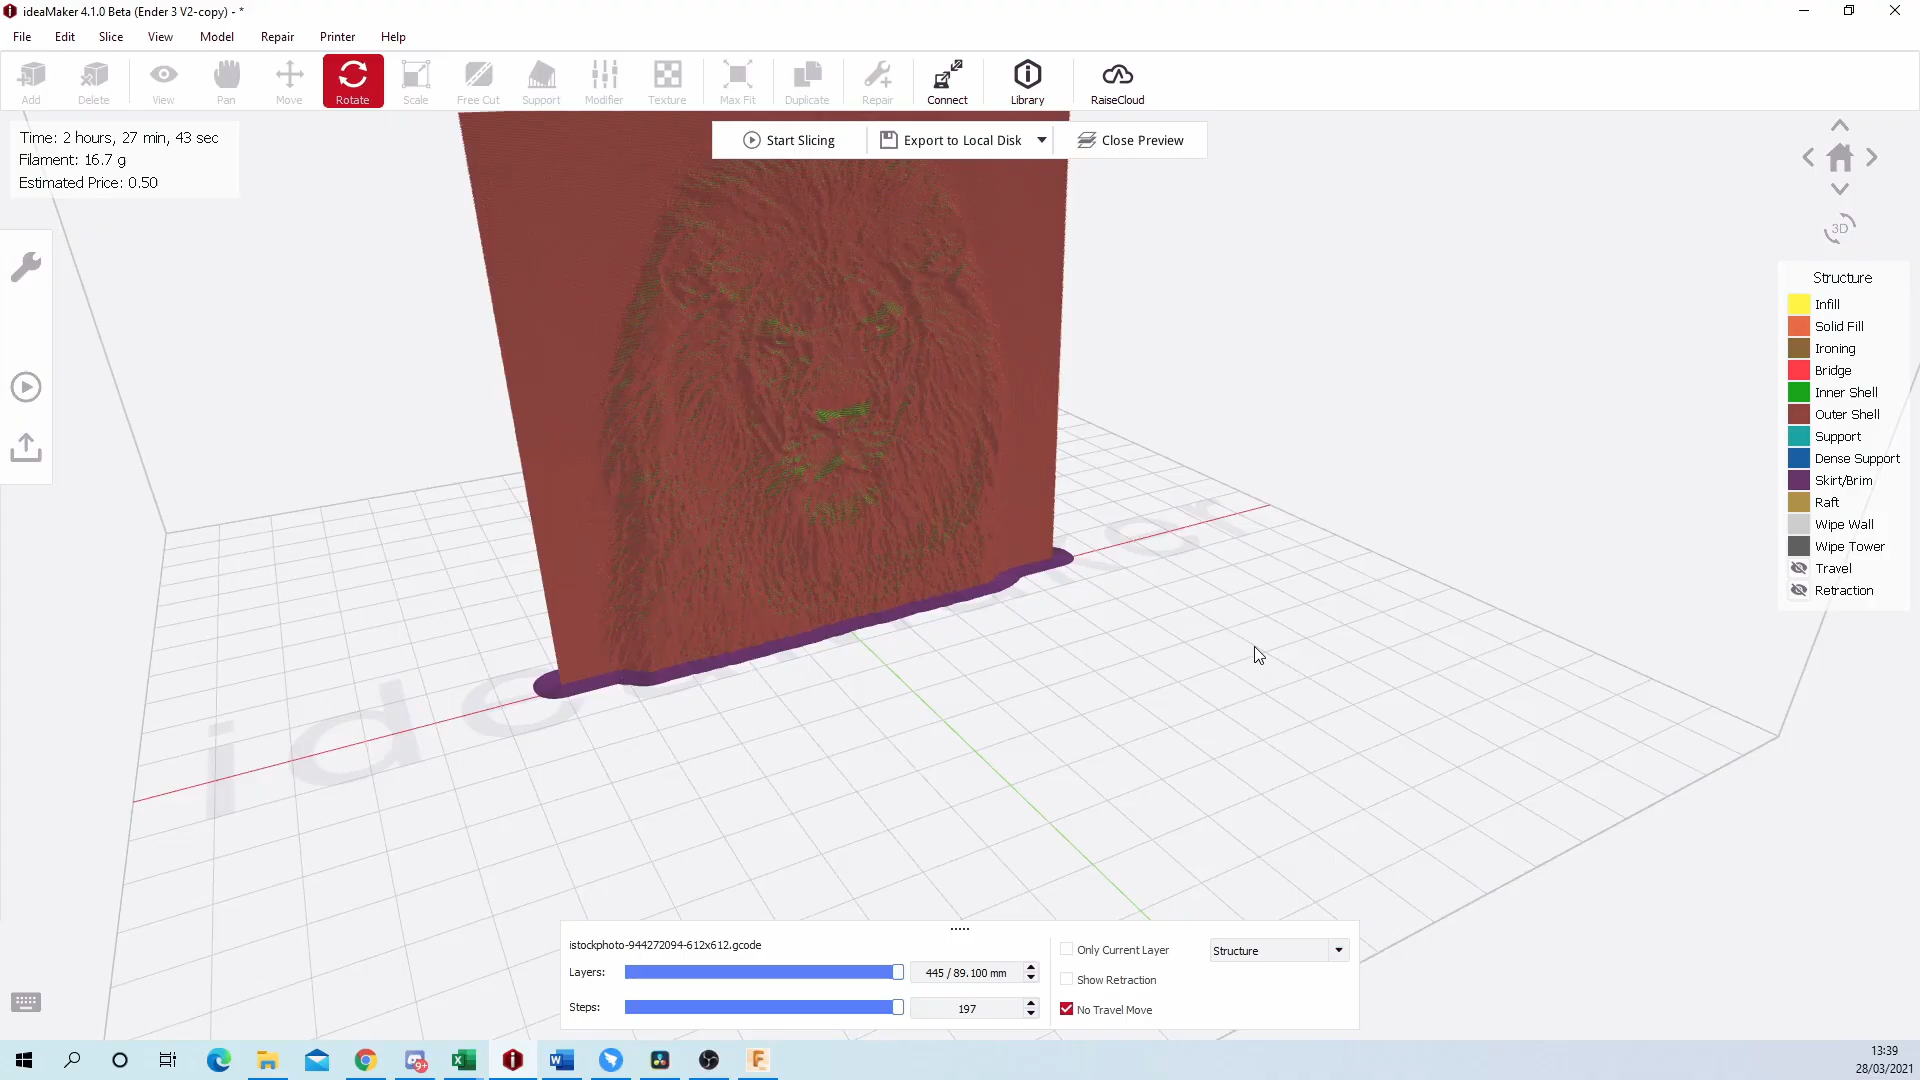 ideaMaker 4.1.0 Beta (Ender 3 V2-copy) - *
File Edit Slice View Model Repair Printer Help
Add Delete View Pan Move Rotate Scale Free Cut Support Modifier Texture Max Fit Duplicate Repair Connect Library RaiseCloud
Time: 2 hours, 27 min, 43 sec
Filament: 16.7 g
Estimated Price: 0.50
Start Slicing Export to Local Disk Close Preview
3D
Structure
Infill
Solid Fill
Ironing
Bridge
Inner Shell
Outer Shell
Support
Dense Support
Skirt/Brim
Raft
Wipe Wall
Wipe Tower
Travel
Retraction
istockphoto-944272094-612x612.gcode
Layers: 445 / 89.100 mm
Steps: 197
Only Current Layer
Show Retraction
No Travel Move
Structure
9+
13:39
28/03/2021